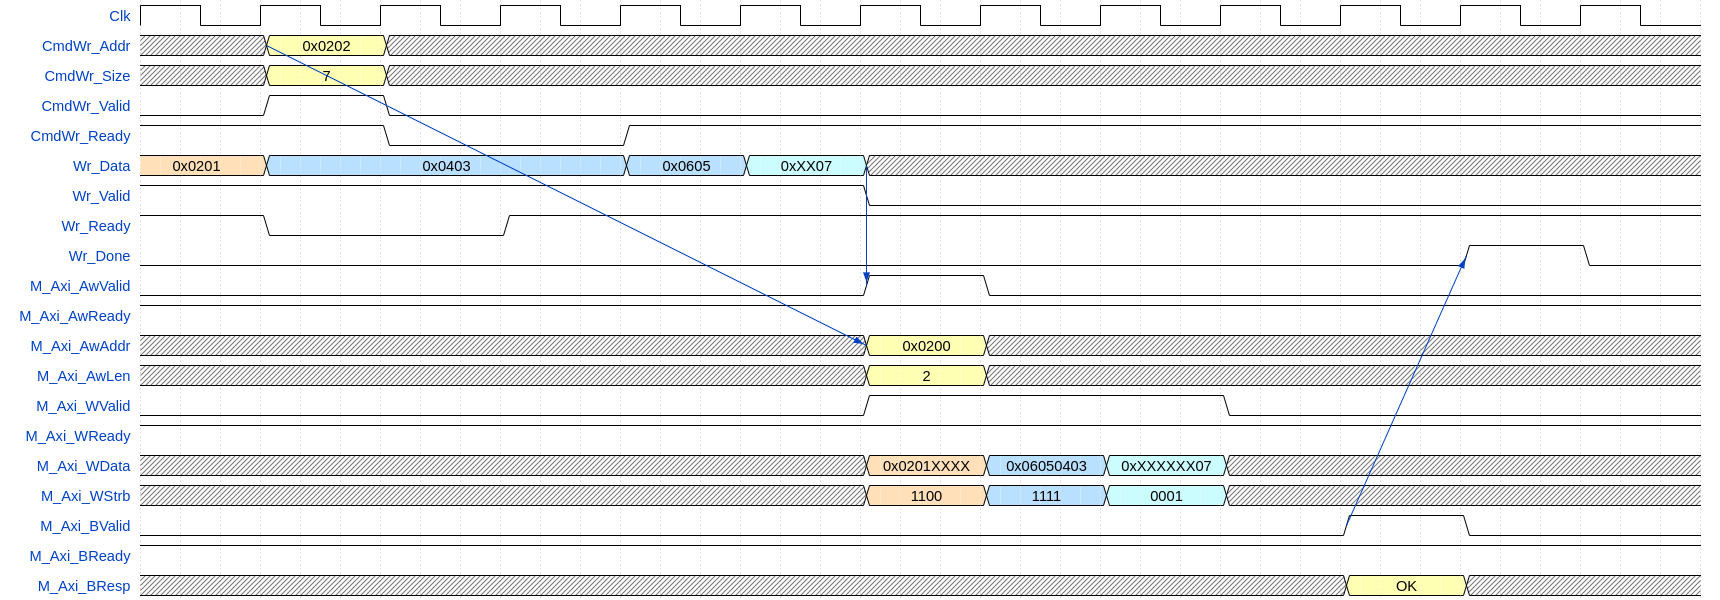 Clk
CmdWr_Addr 0x0202
CmdWr_Size 7
CmdWr_Valid
CmdWr_Ready
Wr_Data 0x0201 0x0403 0x0605 0xXX07
Wr_Valid
Wr_Ready
Wr_Done
M_Axi_AwValid
M_Axi_AwReady
M_Axi_AwAddr 0x0200
M_Axi_AwLen 2
M_Axi_WValid
M_Axi_WReady
M_Axi_WData 0x0201XXXX 0x06050403 0xXXXXXX07
M_Axi_WStrb 1100 1111 0001
M_Axi_BValid
M_Axi_BReady
M_Axi_BResp OK